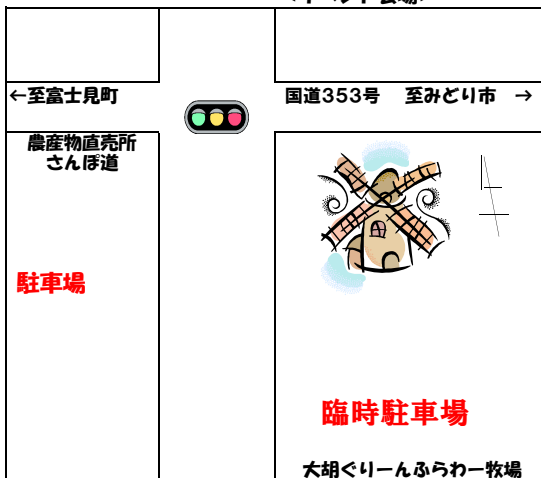 ←至富士見町
国道353号 至みどり市 →
農産物直売所
さんぽ道
駐車場
臨時駐車場
大胡ぐりーんふらわー牧場